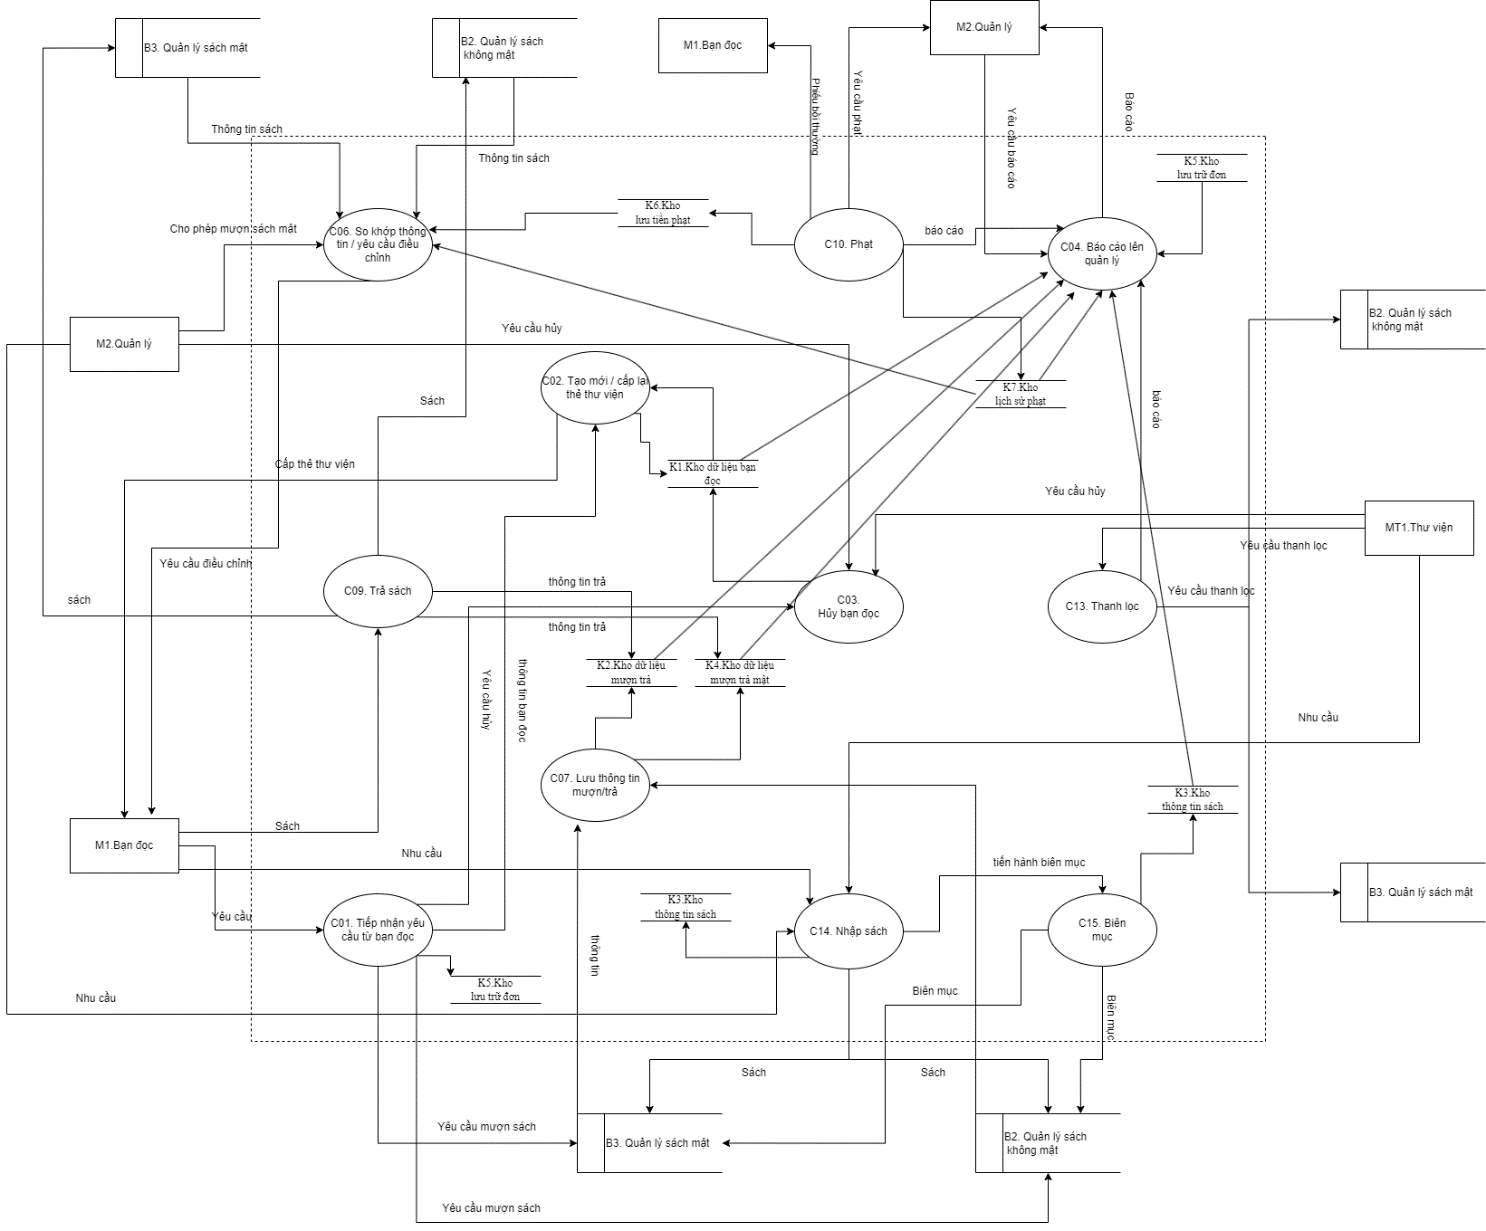 M2.Quản lý
B3. Quản lý sách mật
B2. Quản lý sách
không mật
M1.Bạn đọc
Phiếu bồi thường
Yêu cầu phạt
Yêu cầu báo cáo
Báo cáo
Thông tin sách
Thông tin sách
K5.Kho
lưu trữ đơn
K6.Kho
lưu tiền phạt
Cho phép mượn sách mật
C06. So khớp thông
tin / yêu cầu điều
chỉnh
C10. Phạt
báo cáo
C04. Báo cáo lên
quản lý
M2.Quản lý
Yêu cầu hủy
B2. Quản lý sách
không mật
C02. Tạo mới / cấp lại
thẻ thư viện
K7.Kho
lịch sử phạt
Sách
báo cáo
Cấp thẻ thư viện
K1.Kho dữ liệu bạn
đọc
Yêu cầu hủy
MT1.Thư viện
Yêu cầu thanh lọc
Yêu cầu điều chỉnh
C09. Trả sách
thông tin trả
sách
C03.
Hủy bạn đọc
C13. Thanh lọc
Yêu cầu thanh lọc
thông tin trả
K2.Kho dữ liệu
mượn trả
K4.Kho dữ liệu
mượn trả mật
Yêu cầu hủy
thông tin bạn đọc
Nhu cầu
C07. Lưu thông tin
mượn/trả
K3.Kho
thông tin sách
M1.Bạn đọc
Sách
Nhu cầu
tiến hành biên mục
B3. Quản lý sách mật
Yêu cầu
C01. Tiếp nhận yêu
cầu từ bạn đọc
K3.Kho
thông tin sách
C14. Nhập sách
C15. Biên
mục
thông tin
K5.Kho
lưu trữ đơn
Nhu cầu
Biên mục
Biên mục
Sách
Sách
Yêu cầu mượn sách
B3. Quản lý sách mật
B2. Quản lý sách
không mật
Yêu cầu mượn sách